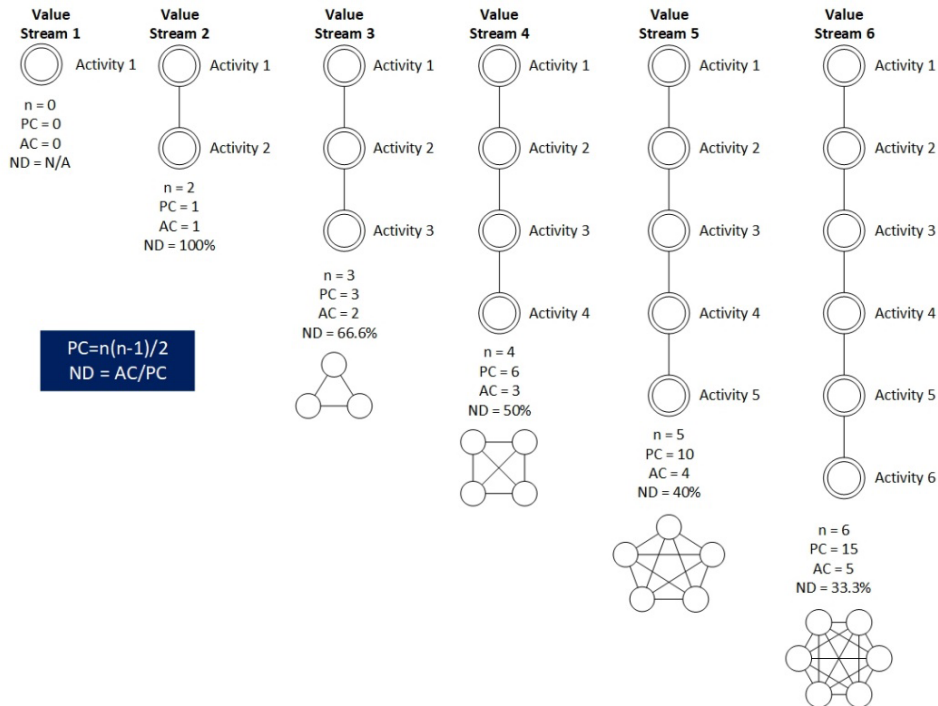 Value
Stream 1
Activity 1
n = 0
PC = 0
AC = 0
ND = N/A
Value
Stream 2
Activity 1
Activity 2
n = 2
PC = 1
AC = 1
ND = 100%
Value
Stream 3
Activity 1
Activity 2
Activity 3
n = 3
PC = 3
AC = 2
ND = 66.6%
Value
Stream 4
Activity 1
Activity 2
Activity 3
Activity 4
n = 4
PC = 6
AC = 3
ND = 50%
Value
Stream 5
Activity 1
Activity 2
Activity 3
Activity 4
Activity 5
n = 5
PC = 10
AC = 4
ND = 40%
Value
Stream 6
Activity 1
Activity 2
Activity 3
Activity 4
Activity 5
Activity 6
n = 6
PC = 15
AC = 5
ND = 33.3%
PC=n(n-1)/2
ND = AC/PC